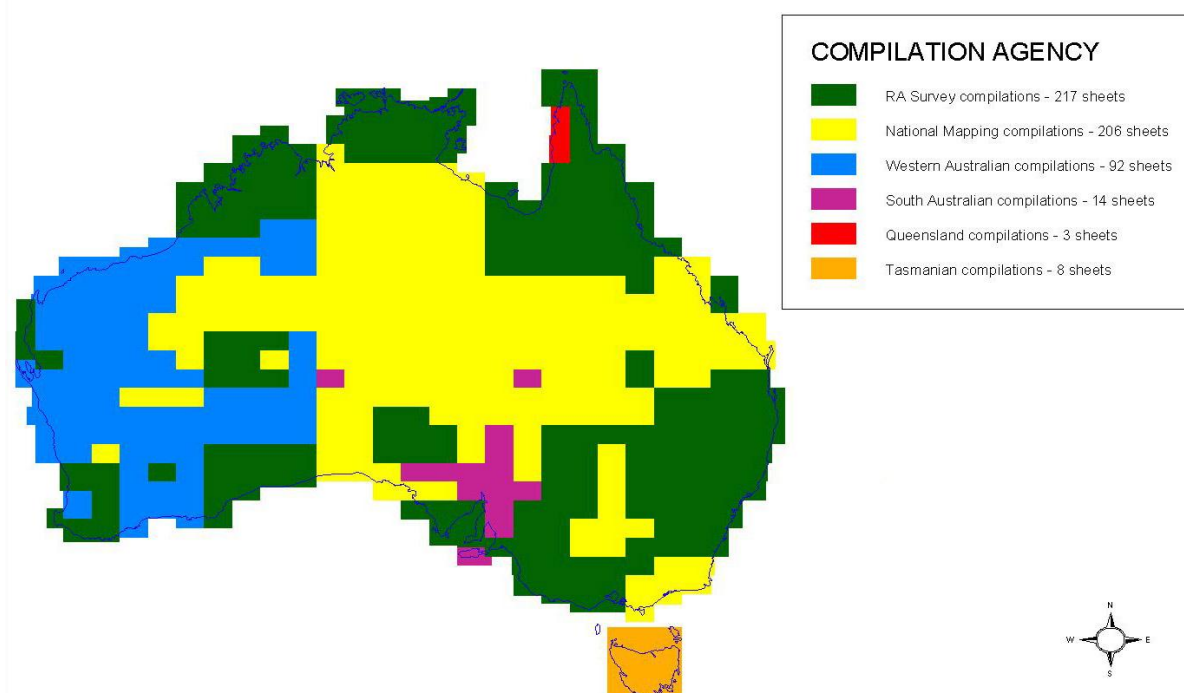 COMPILATION AGENCY
RA Survey compilations - 217 sheets
National Mapping compilations - 206 sheets
Western Australian compilations - 92 sheets
South Australian compilations - 14 sheets
Queensland compilations - 3 sheets
Tasmanian compilations - 8 sheets
N
W E
S